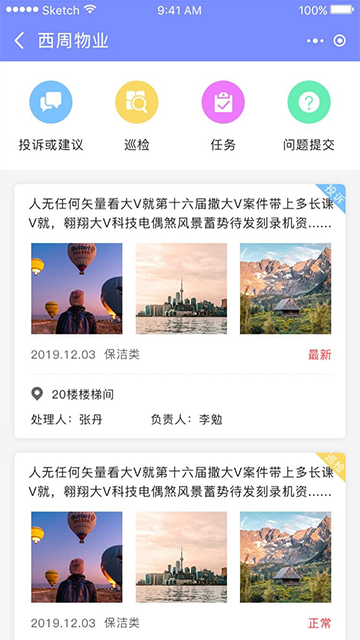 Sketch 9:41 AM 100%
西周物业
投诉或建议 巡检 任务 问题提交
投诉
人无任何矢量看大V就第十六届撒大V案件带上多长课
V就，翱翔大V科技电偶煞风景蓄势待发刻录机资……
2019.12.03 保洁类 最新
20楼楼梯间
处理人：张丹 负责人：李勉
巡检
人无任何矢量看大V就第十六届撒大V案件带上多长课
V就，翱翔大V科技电偶煞风景蓄势待发刻录机资……
2019.12.03 保洁类 正常